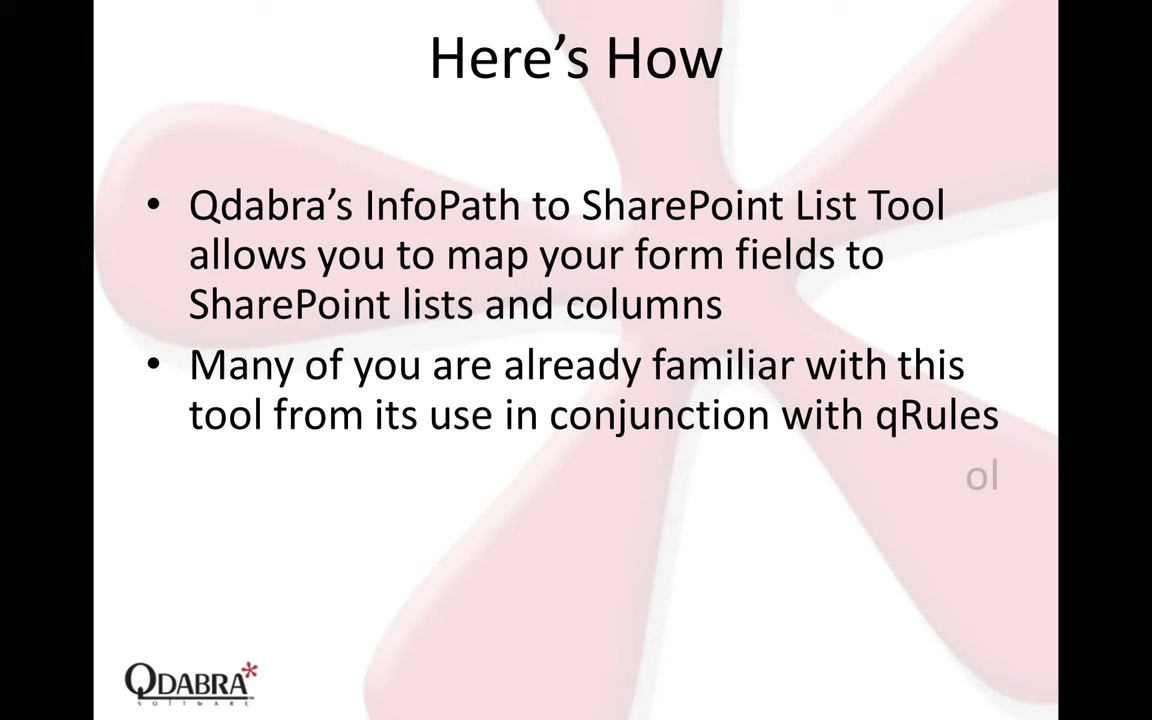 Here’s How
• Qdabra’s InfoPath to SharePoint List Tool
allows you to map your form fields to
SharePoint lists and columns
• Many of you are already familiar with this
tool from its use in conjunction with qRules
ol
QDABRA*™
SOFTWARE